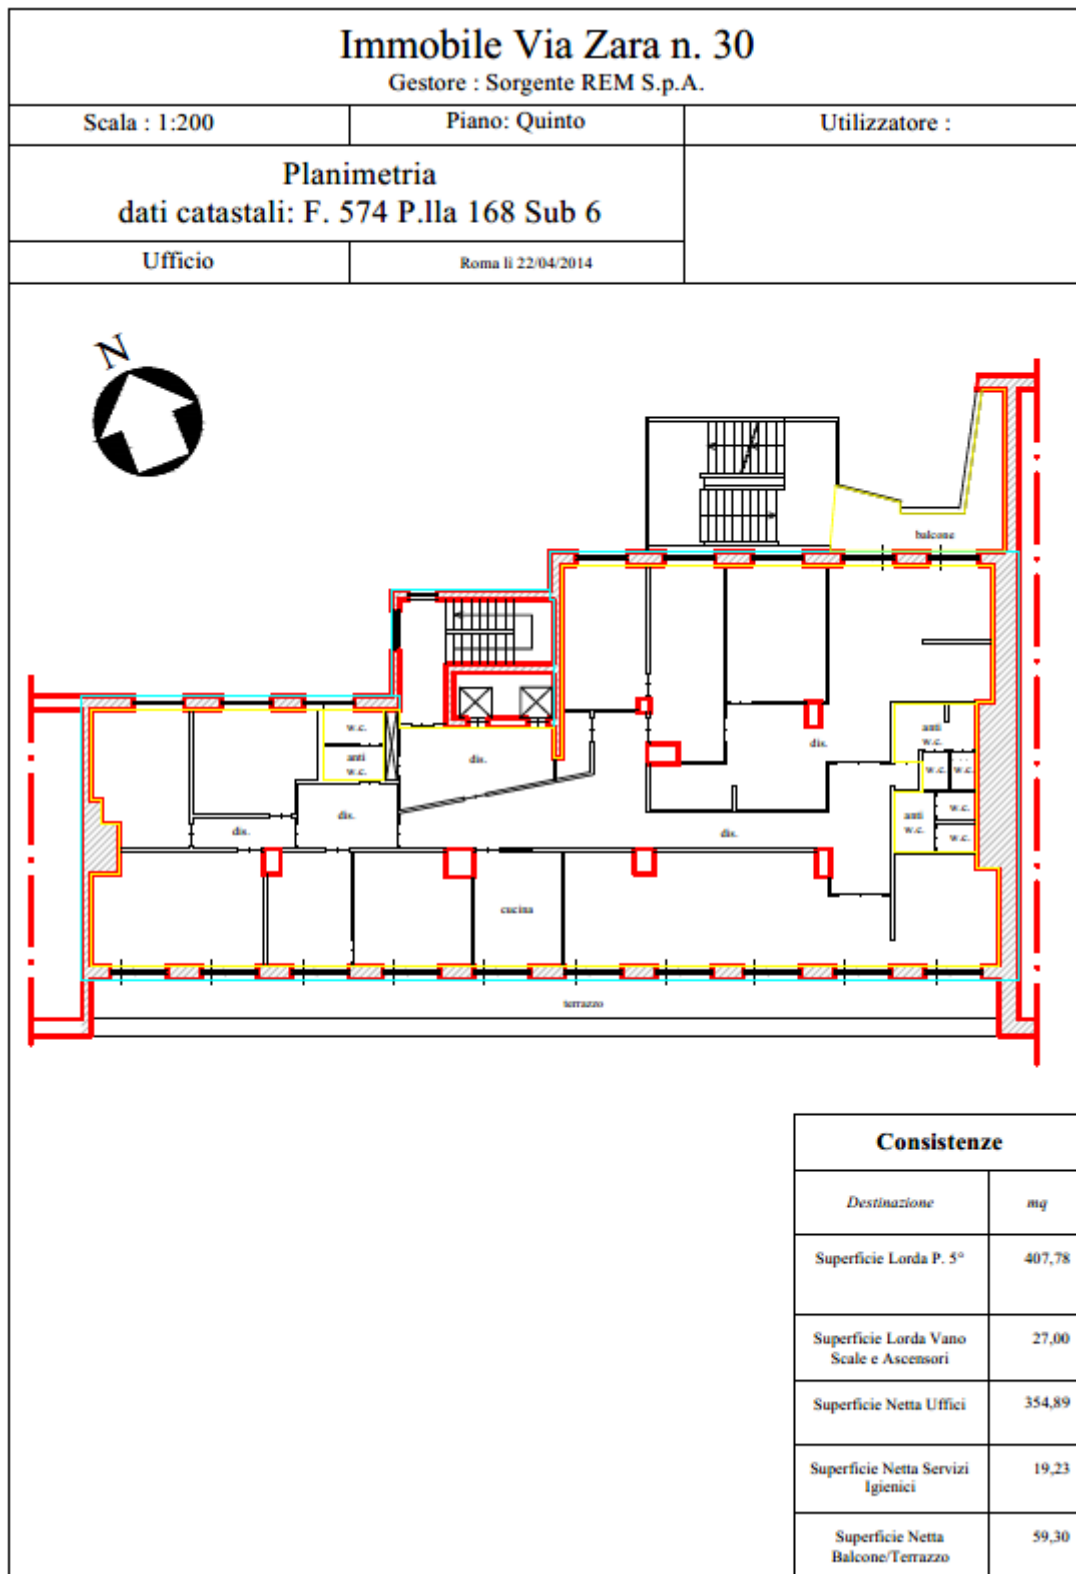 Immobile Via Zara n. 30
Gestore : Sorgente REM S.p.A.
Scala : 1:200
Piano: Quinto
Utilizzatore :
Planimetria
dati catastali: F. 574 P.lla 168 Sub 6
Ufficio
Roma li 22/04/2014
N
balcone
w.c.
anti
w.c.
dis.
dis.
anti
w.c.
w.c.
w.c.
dis.
dis.
dis.
anti
w.c.
w.c.
w.c.
cucina
terrazzo
Consistenze
Destinazione
mq
Superficie Lorda P. 5°
407,78
Superficie Lorda Vano
Scale e Ascensori
27,00
Superficie Netta Uffici
354,89
Superficie Netta Servizi
Igienici
19,23
Superficie Netta
Balcone/Terrazzo
59,30